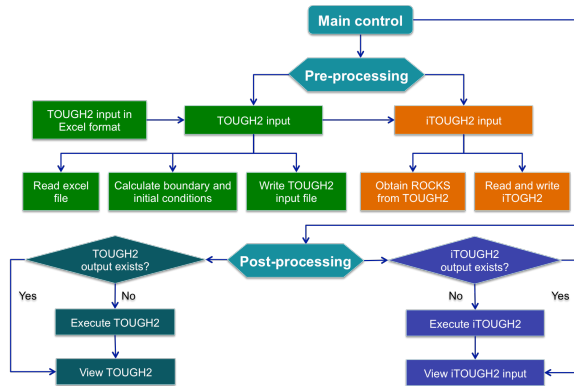 Main control
Pre-processing
TOUGH2 input in
Excel format
TOUGH2 input
iTOUGH2 input
Read excel
file
Calculate boundary and
initial conditions
Write TOUGH2
input file
Obtain ROCKS
from TOUGH2
Read and write
iTOGH2
TOUGH2
output exists?
Post-processing
iTOUGH2
output exists?
Yes
No
No
Yes
Execute TOUGH2
Execute iTOUGH2
View TOUGH2
View iTOUGH2 input